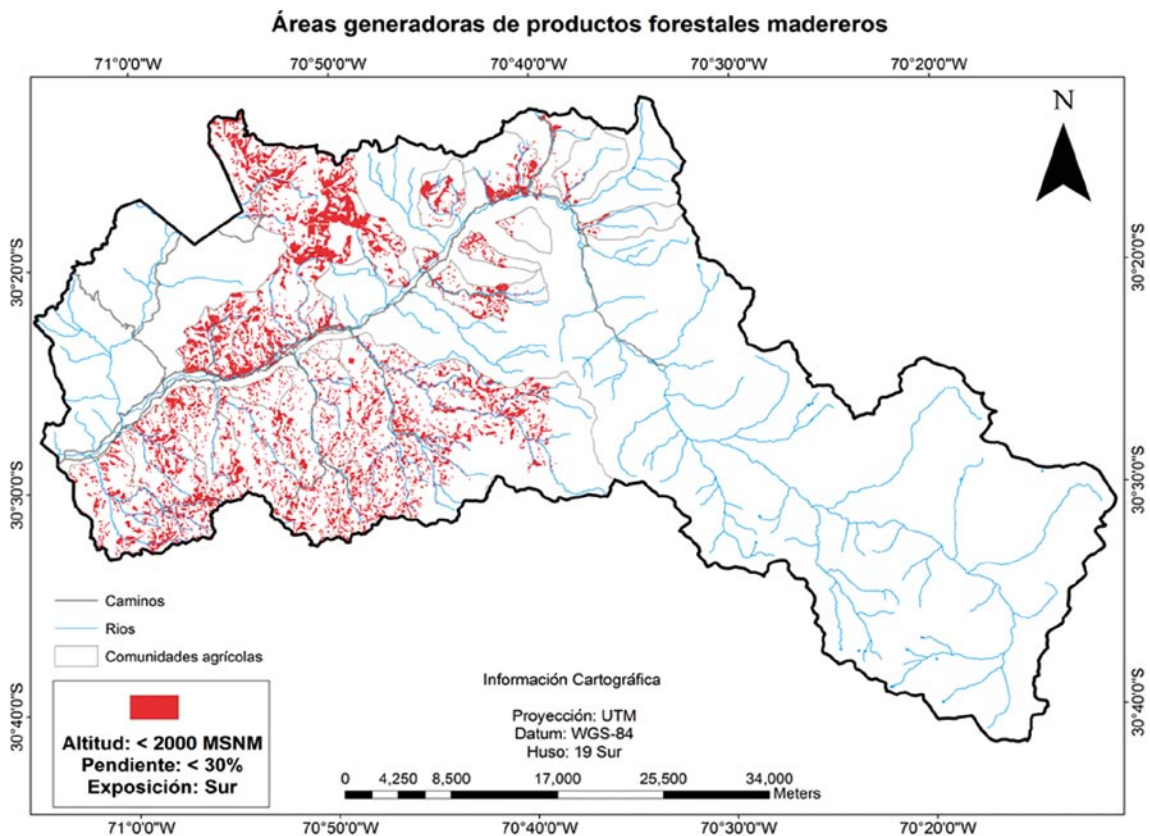 Áreas generadoras de productos forestales madereros
71°0'0"W 70°50'0"W 70°40'0"W 70°30'0"W 70°20'0"W
N
30°20'0"S 30°20'0"S
30°30'0"S 30°30'0"S
30°40'0"S 30°40'0"S
Caminos
Rios
Comunidades agrícolas
Altitud: < 2000 MSNM
Pendiente: < 30%
Exposición: Sur
Información Cartográfica
Proyección: UTM
Datum: WGS-84
Huso: 19 Sur
0 4,250 8,500 17,000 25,500 34,000
Meters
71°0'0"W 70°50'0"W 70°40'0"W 70°30'0"W 70°20'0"W